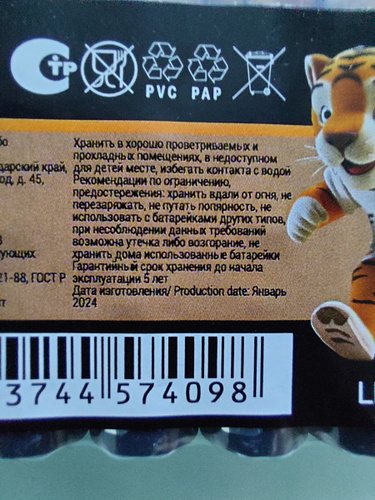 ТР
PVC PAP
Хранить в хорошо проветриваемых и
прохладных помещениях, в недоступном
дарский край, для детей месте, избегать контакта с водой
од, д. 45, Рекомендации по ограничению,
предостережения: хранить вдали от огня, не
перезаряжать, не путать полярность, не
использовать с батарейками других типов,
при несоблюдении данных требований
возможна утечка либо возгорание, не
ующих хранить дома использованные батарейки
Гарантийный срок хранения до начала
21-88, ГОСТ Р эксплуатации 5 лет
Дата изготовления/ Production date: Январь
2024
3744 574098